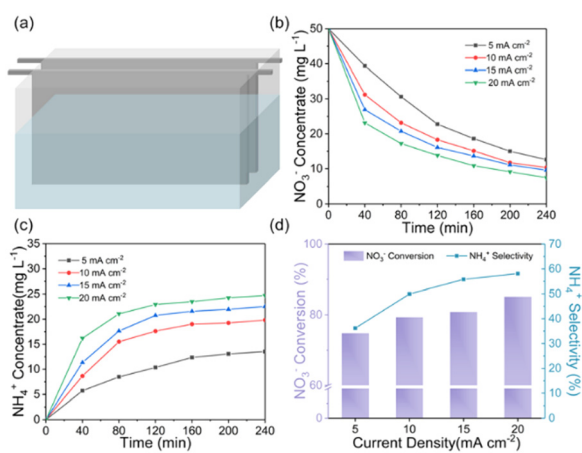 (a)
(b)
NO₃⁻ Concentrate (mg L⁻¹)
50
40
30
20
10
0
5 mA cm⁻²
10 mA cm⁻²
15 mA cm⁻²
20 mA cm⁻²
0 40 80 120 160 200 240
Time (min)
(c)
NH₄⁺ Concentrate(mg L⁻¹)
35
30
25
20
15
10
5
0
5 mA cm⁻²
10 mA cm⁻²
15 mA cm⁻²
20 mA cm⁻²
0 40 80 120 160 200 240
Time (min)
(d)
NO₃⁻ Conversion (%)
100
80
60
0
NO₃⁻ Conversion
NH₄⁺ Selectivity
70
60
50
40
30
20
10
0
NH₄⁺ Selectivity (%)
5 10 15 20
Current Density(mA cm⁻²)